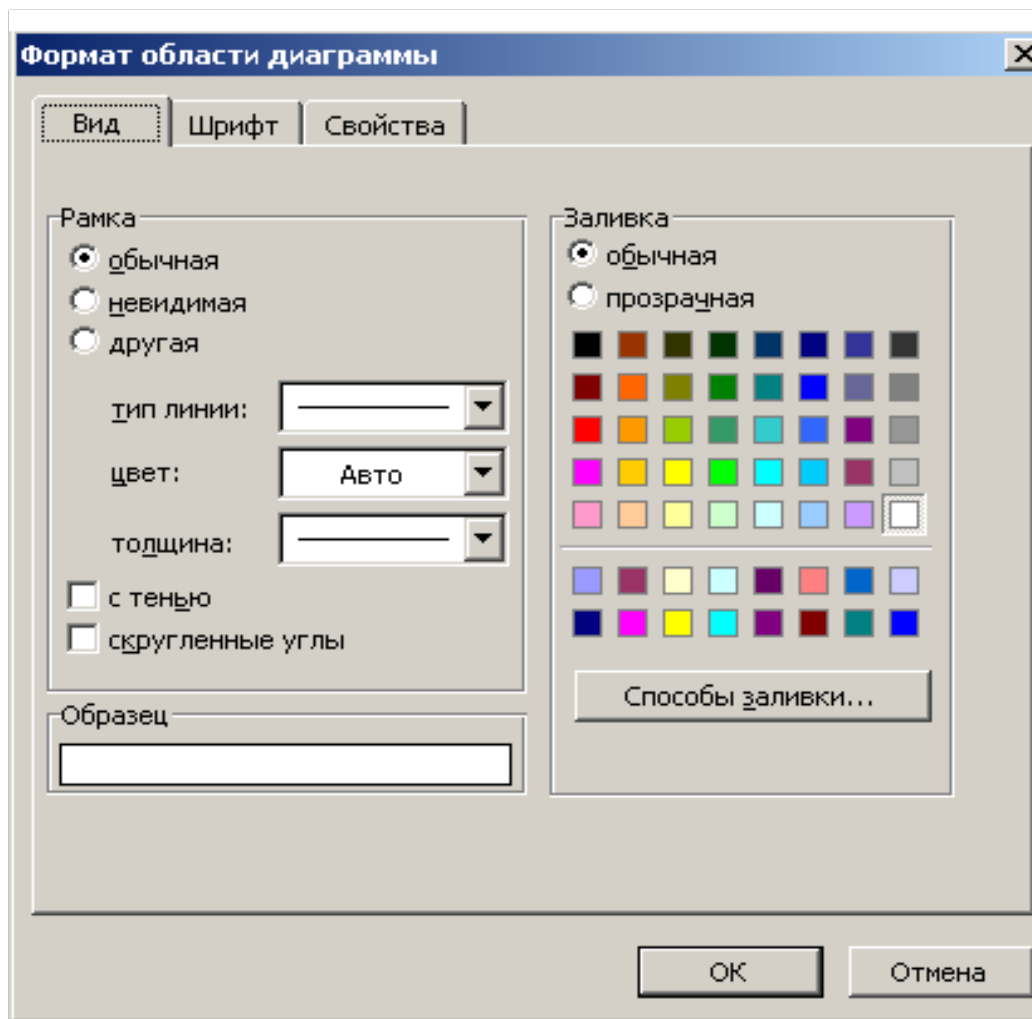 Формат области диаграммы
Вид Шрифт Свойства
Рамка
обычная
невидимая
другая
тип линии:
цвет: Авто
толщина:
с тенью
скругленные углы
Образец
Заливка
обычная
прозрачная
Способы заливки...
ОК Отмена